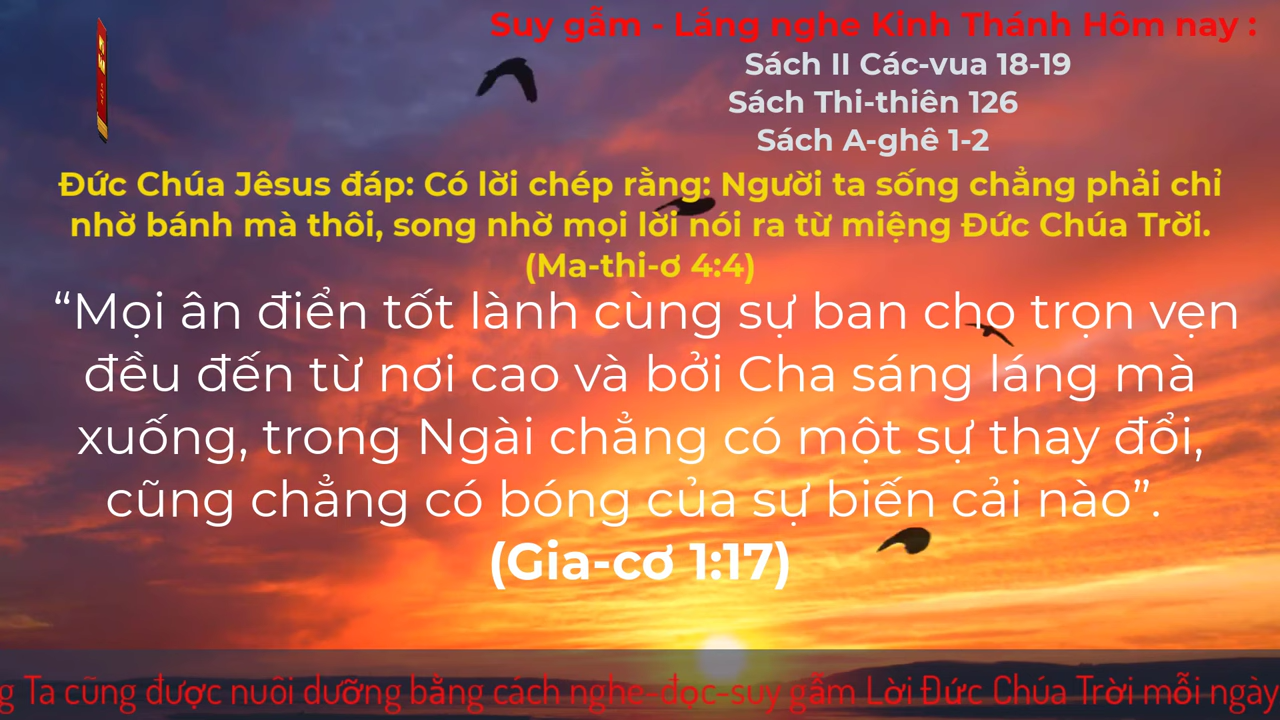 Suy gẫm - Lắng nghe Kinh Thánh Hôm nay :
Sách II Các-vua 18-19
Sách Thi-thiên 126
Sách A-ghê 1-2
Đức Chúa Jêsus đáp: Có lời chép rằng: Người ta sống chẳng phải chỉ
nhờ bánh mà thôi, song nhờ mọi lời nói ra từ miệng Đức Chúa Trời.
(Ma-thi-ơ 4:4)
“Mọi ân điển tốt lành cùng sự ban cho trọn vẹn
đều đến từ nơi cao và bởi Cha sáng láng mà
xuống, trong Ngài chẳng có một sự thay đổi,
cũng chẳng có bóng của sự biến cải nào”.
(Gia-cơ 1:17)
g Ta cũng được nuôi dưỡng bằng cách nghe-đọc-suy gẫm Lời Đức Chúa Trời mỗi ngày